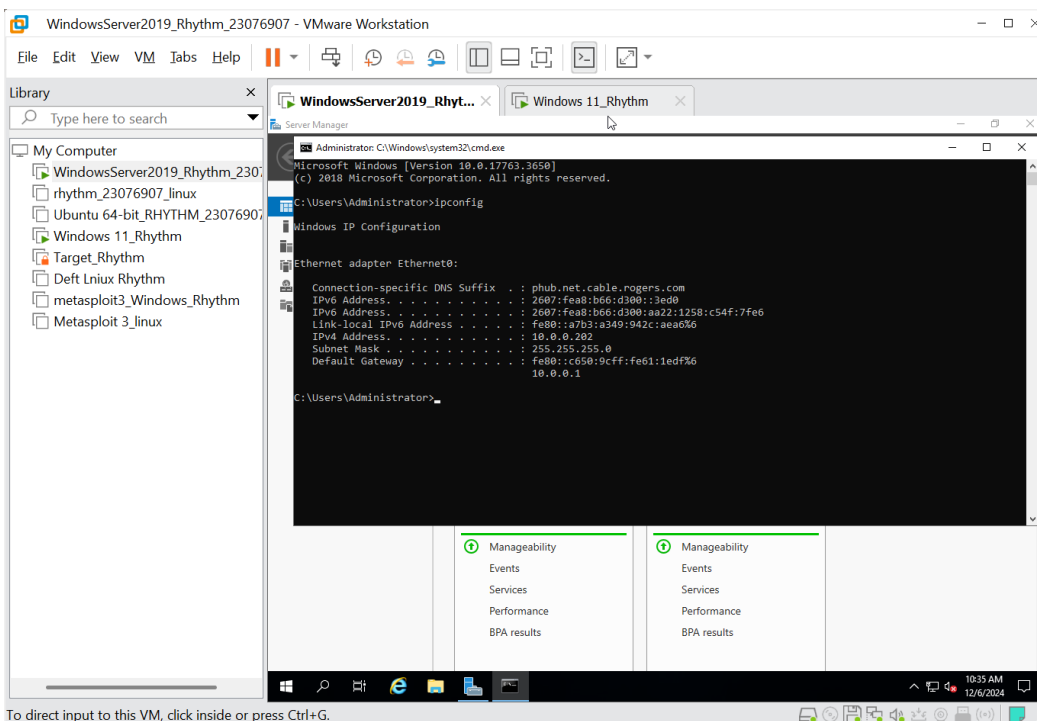 WindowsServer2019_Rhythm_23076907 - VMware Workstation
File Edit View VM Tabs Help
Library
Type here to search
My Computer
WindowsServer2019_Rhythm_230
rhythm_23076907_linux
Ubuntu 64-bit_RHYTHM_23076907
Windows 11_Rhythm
Target_Rhythm
Deft Lniux Rhythm
metasploit3_Windows_Rhythm
Metasploit 3_linux
WindowsServer2019_Rhyt...
Windows 11_Rhythm
Server Manager
Administrator: C:\Windows\system32\cmd.exe
Microsoft Windows [Version 10.0.17763.3650]
(c) 2018 Microsoft Corporation. All rights reserved.
C:\Users\Administrator>ipconfig
Windows IP Configuration
Ethernet adapter Ethernet0:
Connection-specific DNS Suffix . : phub.net.cable.rogers.com
IPv6 Address. . . . . . . . . . . : 2607:fea8:b66:d300::3ed0
IPv6 Address. . . . . . . . . . . : 2607:fea8:b66:d300:aa22:1258:c54f:7fe6
Link-local IPv6 Address . . . . . : fe80::a7b3:a349:942c:aea6%6
IPv4 Address. . . . . . . . . . . : 10.0.0.202
Subnet Mask . . . . . . . . . . . : 255.255.255.0
Default Gateway . . . . . . . . . : fe80::c650:9cff:fe61:1edf%6
10.0.0.1
C:\Users\Administrator>
Manageability
Events
Services
Performance
BPA results
Manageability
Events
Services
Performance
BPA results
10:35 AM
12/6/2024
To direct input to this VM, click inside or press Ctrl+G.